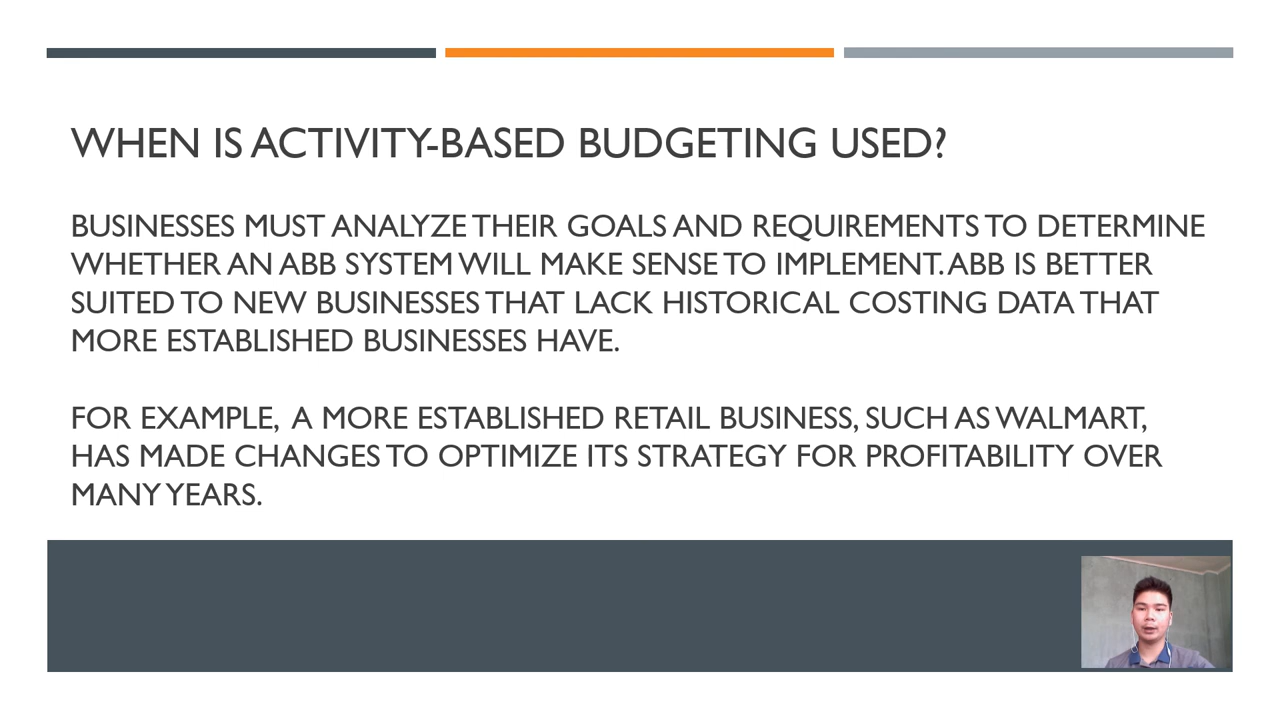 WHEN IS ACTIVITY-BASED BUDGETING USED?
BUSINESSES MUST ANALYZE THEIR GOALS AND REQUIREMENTS TO DETERMINE
WHETHER AN ABB SYSTEM WILL MAKE SENSE TO IMPLEMENT. ABB IS BETTER
SUITED TO NEW BUSINESSES THAT LACK HISTORICAL COSTING DATA THAT
MORE ESTABLISHED BUSINESSES HAVE.
FOR EXAMPLE, A MORE ESTABLISHED RETAIL BUSINESS, SUCH AS WALMART,
HAS MADE CHANGES TO OPTIMIZE ITS STRATEGY FOR PROFITABILITY OVER
MANY YEARS.